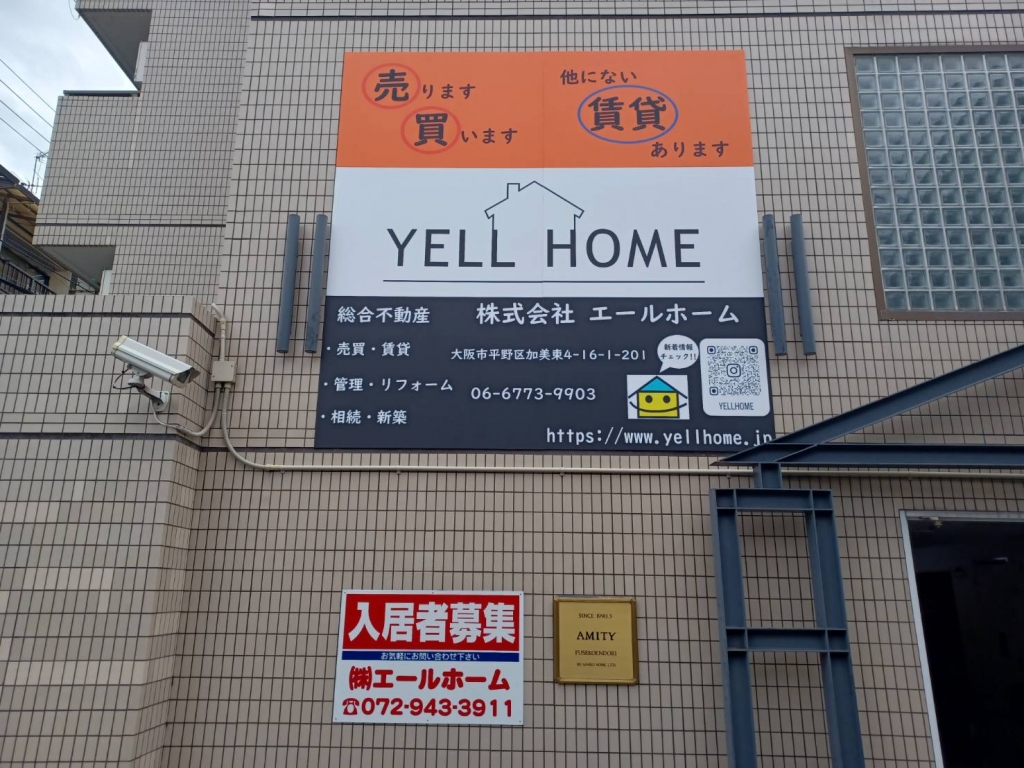 売ります
買います
他にない
賃貸
あります
YELL HOME
総合不動産
株式会社 エールホーム
・売買・賃貸
大阪市平野区加美東4-16-1-201
・管理・リフォーム
06-6773-9903
・相続・新築
新着情報
チェック!!
YELLHOME
https://www.yellhome.jp
入居者募集
お気軽にお問い合わせ下さい
㈱エールホーム
☎072-943-3911
AMITY